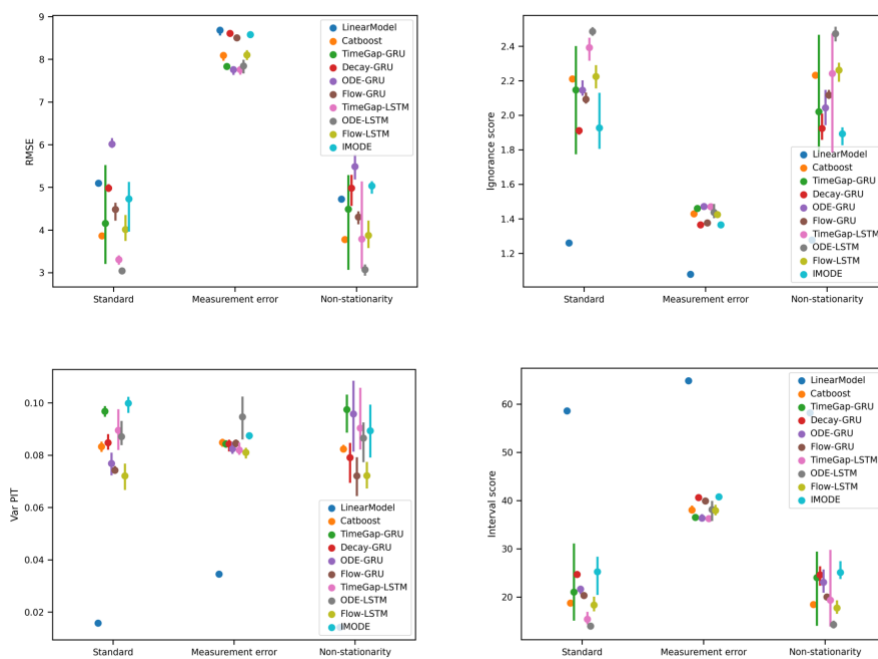 9
8
7
6
5
4
3
RMSE
Standard
Measurement error
Non-stationarity
LinearModel
Catboost
TimeGap-GRU
Decay-GRU
ODE-GRU
Flow-GRU
TimeGap-LSTM
ODE-LSTM
Flow-LSTM
IMODE
2.4
2.2
2.0
1.8
1.6
1.4
1.2
Ignorance score
Standard
Measurement error
Non-stationarity
LinearModel
Catboost
TimeGap-GRU
Decay-GRU
ODE-GRU
Flow-GRU
TimeGap-LSTM
ODE-LSTM
Flow-LSTM
IMODE
0.10
0.08
0.06
0.04
0.02
Var PIT
Standard
Measurement error
Non-stationarity
LinearModel
Catboost
TimeGap-GRU
Decay-GRU
ODE-GRU
Flow-GRU
TimeGap-LSTM
ODE-LSTM
Flow-LSTM
IMODE
60
50
40
30
20
Interval score
Standard
Measurement error
Non-stationarity
LinearModel
Catboost
TimeGap-GRU
Decay-GRU
ODE-GRU
Flow-GRU
TimeGap-LSTM
ODE-LSTM
Flow-LSTM
IMODE